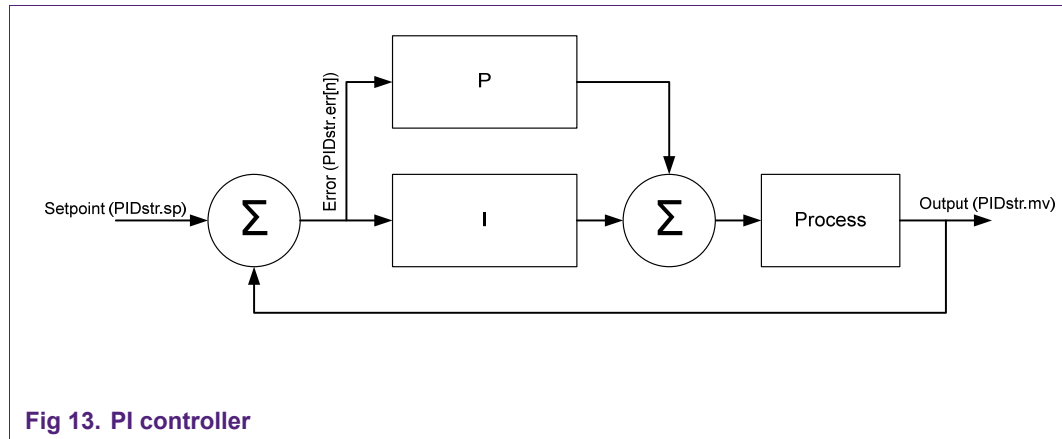 P
Error (PIDstr.err[n])
Setpoint (PIDstr.sp)
Σ
I
Σ
Process
Output (PIDstr.mv)
Fig 13. PI controller